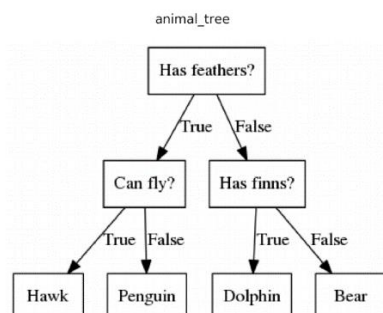 animal_tree
Has feathers?
True False
Can fly? Has finns?
True False True False
Hawk Penguin Dolphin Bear